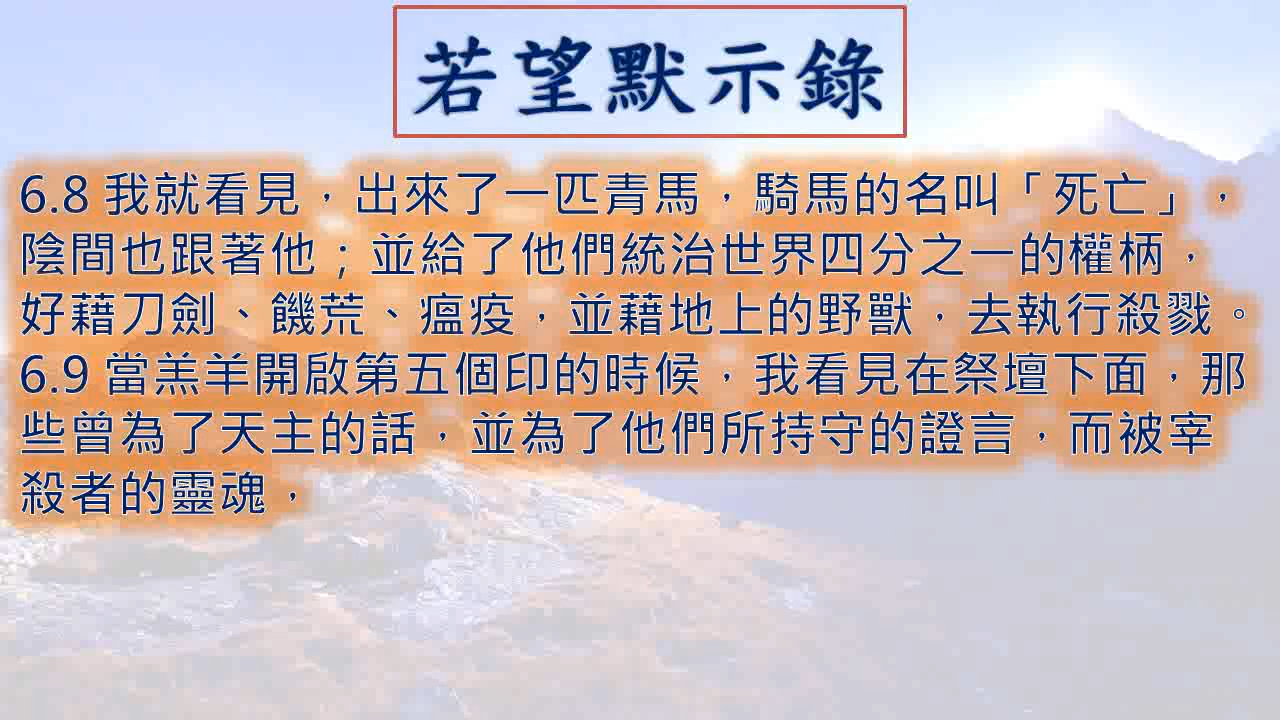 若望默示錄
6.8 我就看見，出來了一匹青馬，騎馬的名叫「死亡」，
陰間也跟著他；並給了他們統治世界四分之一的權柄，
好藉刀劍、饑荒、瘟疫，並藉地上的野獸，去執行殺戮。
6.9 當羔羊開啟第五個印的時候，我看見在祭壇下面，那
些曾為了天主的話，並為了他們所持守的證言，而被宰
殺者的靈魂，